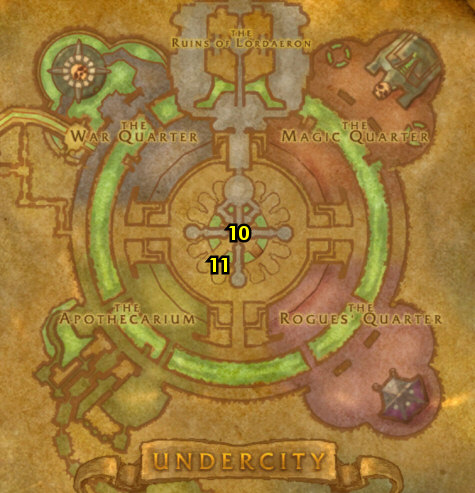 THE
RUINS OF LORDAERON
THE
WAR QUARTER
THE
MAGIC QUARTER
10
11
THE
APOTHECARIUM
THE
ROGUES' QUARTER
UNDERCITY